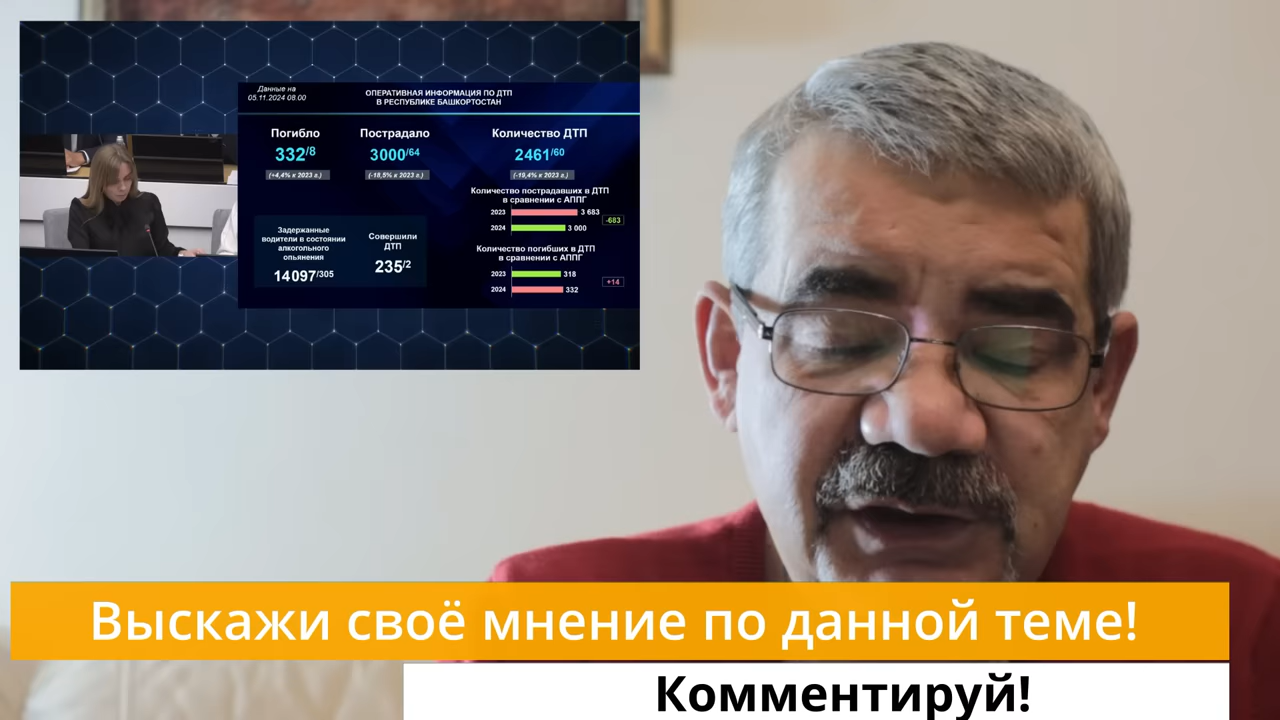 Данные на
05.11.2024 08.00
ОПЕРАТИВНАЯ ИНФОРМАЦИЯ ПО ДТП
В РЕСПУБЛИКЕ БАШКОРТОСТАН
Погибло
332/8
(+4,4% к 2023 г.)
Пострадало
3000/64
(-18,5% к 2023 г.)
Количество ДТП
2461/60
(-19,4% к 2023 г.)
Количество пострадавших в ДТП
в сравнении с АППГ
2023 3 683
2024 3 000
-683
Количество погибших в ДТП
в сравнении с АППГ
2023 318
2024 332
+14
Задержанные
водители в состоянии
алкогольного
опьянения
14097/305
Совершили
ДТП
235/2
Выскажи своё мнение по данной теме!
Комментируй!